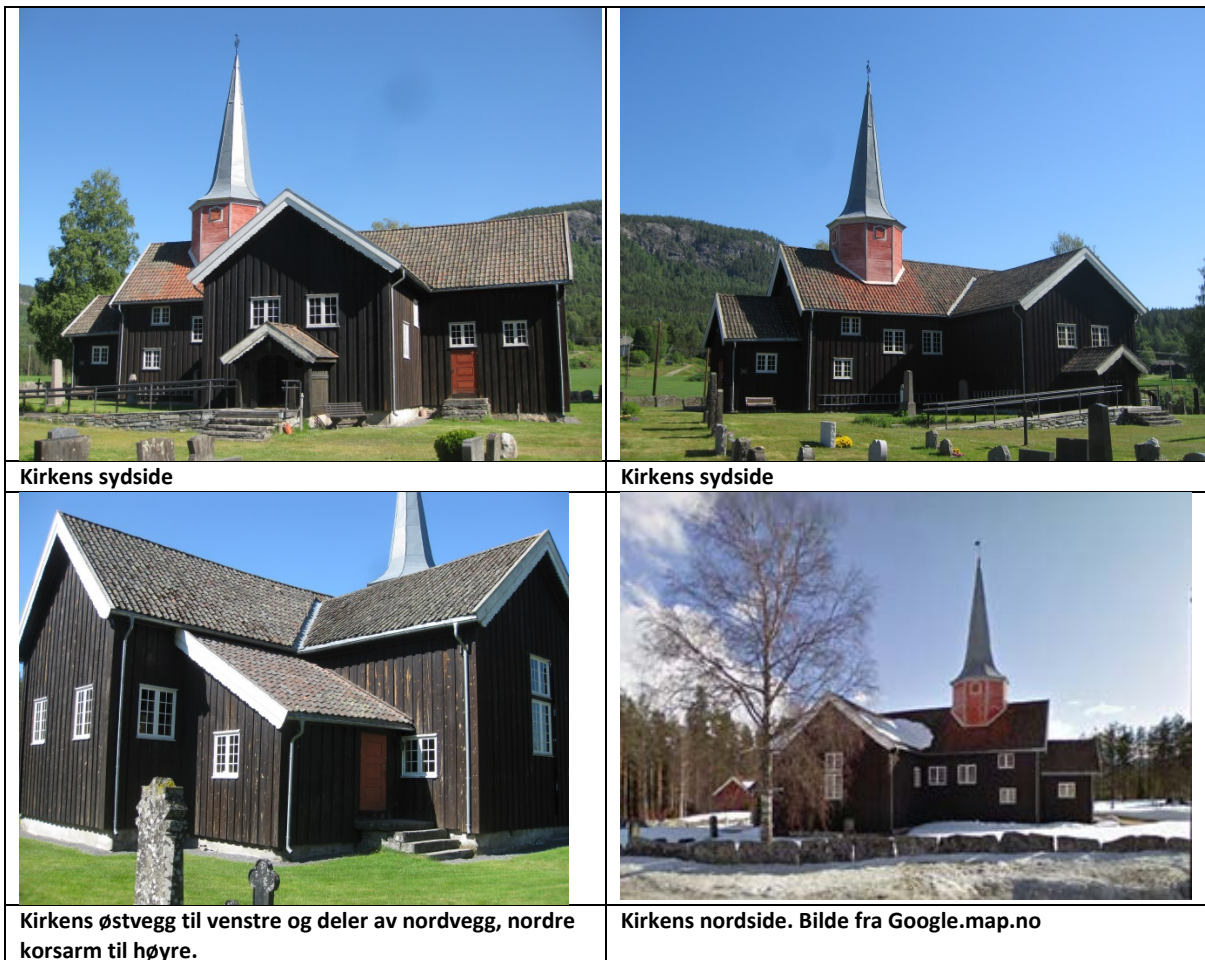 Kirkens sydside
Kirkens sydside
Kirkens østvegg til venstre og deler av nordvegg, nordre
korsarm til høyre.
Kirkens nordside. Bilde fra Google.map.no